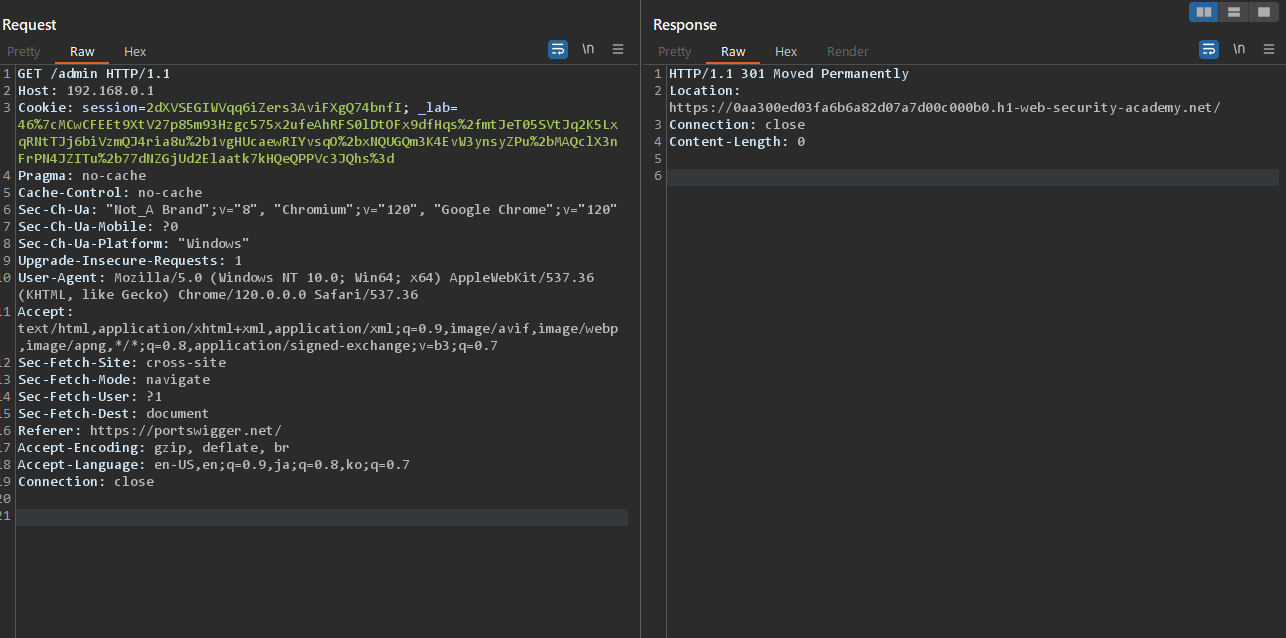 Request
Pretty Raw Hex \n
1 GET /admin HTTP/1.1
2 Host: 192.168.0.1
3 Cookie: session=2dXVSEGIWVqq6iZers3AviFXgQ74bnfI; _lab=
46%7cMCwCFEEt9XtV27p85m93Hzgc575x2ufeAhRFS0lDtOFx9dfHqs%2fmtJeT05SVtJq2K5Lx
qRNtTJj6biVzmQJ4ria8u%2b1vgHUcaewRIYvsqO%2bxNQUGQm3K4EvW3ynsyZPu%2bMAQclX3n
FrPN4JZITu%2b77dNZGjUd2Elaatk7kHQeQPPVc3JQhs%3d
4 Pragma: no-cache
5 Cache-Control: no-cache
6 Sec-Ch-Ua: "Not_A Brand";v="8", "Chromium";v="120", "Google Chrome";v="120"
7 Sec-Ch-Ua-Mobile: ?0
8 Sec-Ch-Ua-Platform: "Windows"
9 Upgrade-Insecure-Requests: 1
10 User-Agent: Mozilla/5.0 (Windows NT 10.0; Win64; x64) AppleWebKit/537.36
(KHTML, like Gecko) Chrome/120.0.0.0 Safari/537.36
11 Accept:
text/html,application/xhtml+xml,application/xml;q=0.9,image/avif,image/webp
,image/apng,*/*;q=0.8,application/signed-exchange;v=b3;q=0.7
12 Sec-Fetch-Site: cross-site
13 Sec-Fetch-Mode: navigate
14 Sec-Fetch-User: ?1
15 Sec-Fetch-Dest: document
16 Referer: https://portswigger.net/
17 Accept-Encoding: gzip, deflate, br
18 Accept-Language: en-US,en;q=0.9,ja;q=0.8,ko;q=0.7
19 Connection: close
20
21
Response
Pretty Raw Hex Render \n
1 HTTP/1.1 301 Moved Permanently
2 Location:
https://0aa300ed03fa6b6a82d07a7d00c000b0.h1-web-security-academy.net/
3 Connection: close
4 Content-Length: 0
5
6